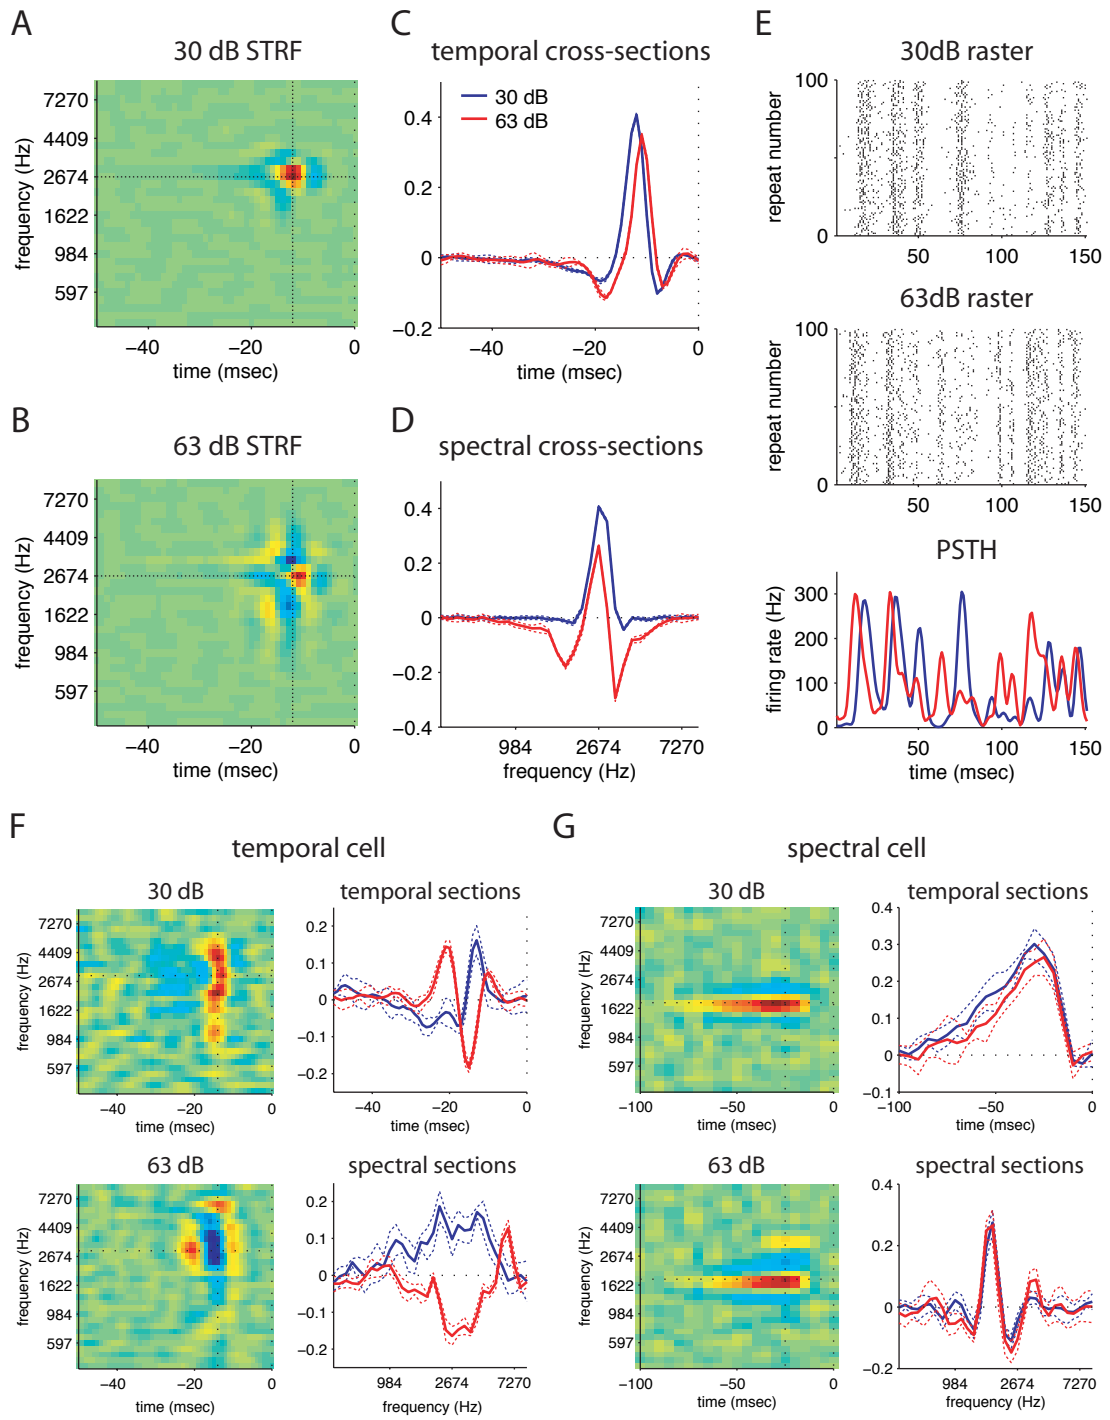 A
30 dB STRF
7270
4409
2674
1622
984
597
frequency (Hz)
−40
−20
0
time (msec)
B
63 dB STRF
7270
4409
2674
1622
984
597
frequency (Hz)
−40
−20
0
time (msec)
C
temporal cross-sections
30 dB
63 dB
0.4
0.2
0
−0.2
−40
−20
0
time (msec)
D
spectral cross-sections
0.4
0.2
0
−0.2
−0.4
984
2674
7270
frequency (Hz)
E
30dB raster
100
0
repeat number
50
100
150
63dB raster
100
0
repeat number
50
100
150
PSTH
300
200
100
0
firing rate (Hz)
50
100
150
time (msec)
F
temporal cell
30 dB
7270
4409
2674
1622
984
597
frequency (Hz)
−40
−20
0
time (msec)
temporal sections
0.2
0.1
0
−0.1
−0.2
−40
−20
0
time (msec)
63 dB
7270
4409
2674
1622
984
597
frequency (Hz)
−40
−20
0
time (msec)
spectral sections
0.2
0.1
0
−0.1
−0.2
984
2674
7270
frequency (Hz)
G
spectral cell
30 dB
7270
4409
2674
1622
984
597
frequency (Hz)
−100
−50
0
time (msec)
temporal sections
0.4
0.3
0.2
0.1
0
−0.1
−100
−50
0
time (msec)
63 dB
7270
4409
2674
1622
984
597
frequency (Hz)
−100
−50
0
time (msec)
spectral sections
0.4
0.2
0
−0.2
984
2674
7270
frequency (Hz)